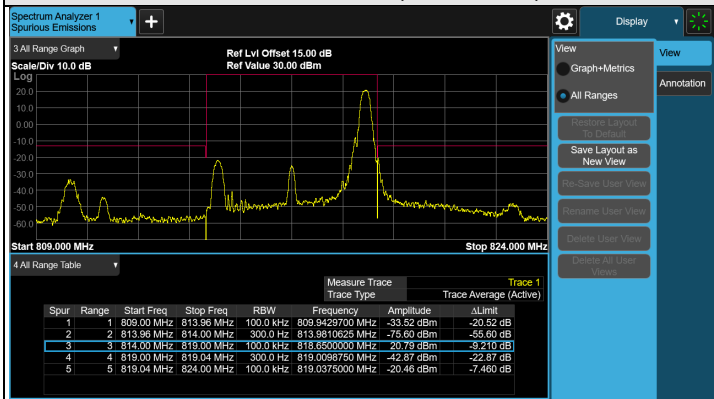 Spectrum Analyzer 1
Spurious Emissions
Display
3 All Range Graph
Ref Lvl Offset 15.00 dB
Scale/Div 10.0 dB
Ref Value 30.00 dBm
Log
20.0
10.0
0.00
-10.0
-20.0
-30.0
-40.0
-50.0
-60.0
Start 809.000 MHz
Stop 824.000 MHz
4 All Range Table
Measure Trace Trace 1
Trace Type Trace Average (Active)
Spur Range Start Freq Stop Freq RBW Frequency Amplitude ΔLimit
1 1 809.00 MHz 813.96 MHz 100.0 kHz 809.9429700 MHz -33.52 dBm -20.52 dB
2 2 813.96 MHz 814.00 MHz 300.0 Hz 813.9810625 MHz -75.60 dBm -55.60 dB
3 3 814.00 MHz 819.00 MHz 100.0 kHz 818.6500000 MHz 20.79 dBm -9.210 dB
4 4 819.00 MHz 819.04 MHz 300.0 Hz 819.0098750 MHz -42.87 dBm -22.87 dB
5 5 819.04 MHz 824.00 MHz 100.0 kHz 819.0375000 MHz -20.46 dBm -7.460 dB
View
Graph+Metrics
All Ranges
Restore Layout
To Default
Save Layout as
New View
Re-Save User View
Rename User View
Delete User View
Delete All User
Views
View
Annotation